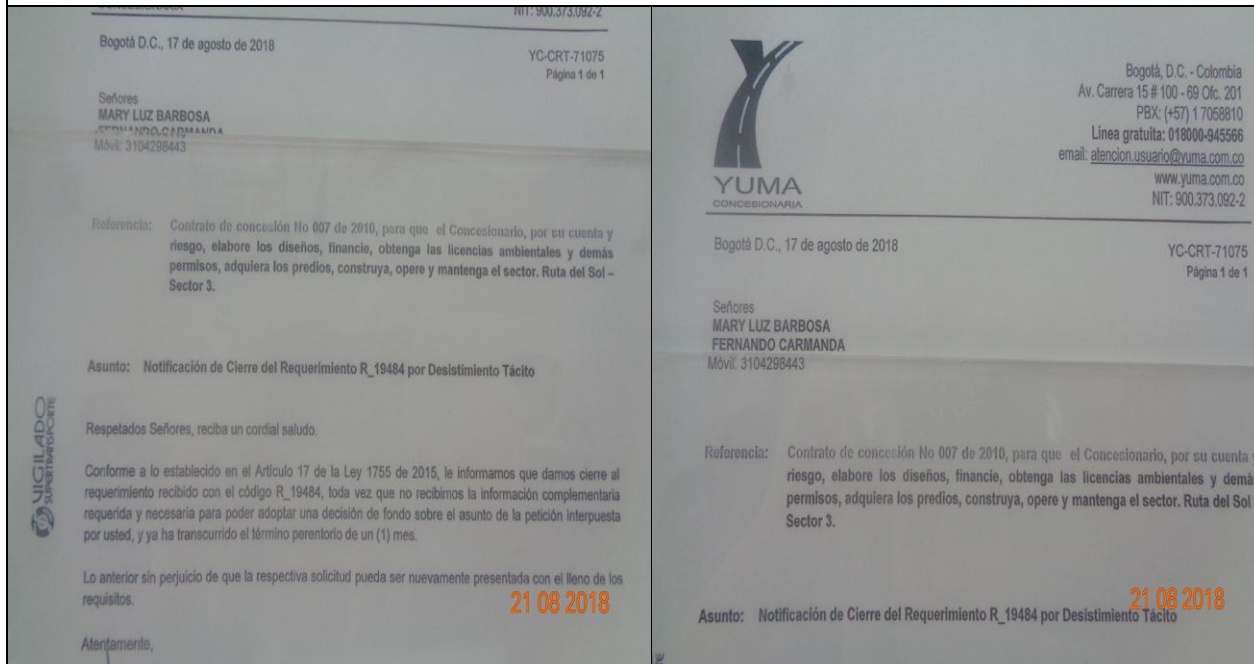 NIT: 900.373.092-2
Bogotá D.C., 17 de agosto de 2018
YC-CRT-71075
Página 1 de 1
Señores
MARY LUZ BARBOSA
FERNANDO CARMANDA
Móvil: 3104298443
Referencia: Contrato de concesión No 007 de 2010, para que el Concesionario, por su cuenta y
riesgo, elabore los diseños, financie, obtenga las licencias ambientales y demás
permisos, adquiera los predios, construya, opere y mantenga el sector. Ruta del Sol –
Sector 3.
Asunto: Notificación de Cierre del Requerimiento R_19484 por Desistimiento Tácito
VIGILADO
SUPERTRANSPORTE
Respetados Señores, reciba un cordial saludo.
Conforme a lo establecido en el Artículo 17 de la Ley 1755 de 2015, le informamos que damos cierre al
requerimiento recibido con el código R_19484, toda vez que no recibimos la información complementaria
requerida y necesaria para poder adoptar una decisión de fondo sobre el asunto de la petición interpuesta
por usted, y ya ha transcurrido el término perentorio de un (1) mes.
Lo anterior sin perjuicio de que la respectiva solicitud pueda ser nuevamente presentada con el lleno de los
requisitos.
21 08 2018
Atentamente,
YUMA
CONCESIONARIA
Bogotà, D.C. - Colombia
Av. Carrera 15 # 100 - 69 Ofc. 201
PBX: (+57) 1 7058810
Linea gratuita: 018000-945566
email: atencion.usuario@yuma.com.co
www.yuma.com.co
NIT: 900.373.092-2
Bogotá D.C., 17 de agosto de 2018
YC-CRT-71075
Página 1 de 1
Señores
MARY LUZ BARBOSA
FERNANDO CARMANDA
Móvil: 3104298443
Referencia: Contrato de concesión No 007 de 2010, para que el Concesionario, por su cuenta
riesgo, elabore los diseños, financie, obtenga las licencias ambientales y demá
permisos, adquiera los predios, construya, opere y mantenga el sector. Ruta del Sol
Sector 3.
21 08 2018
Asunto: Notificación de Cierre del Requerimiento R_19484 por Desistimiento Tácito